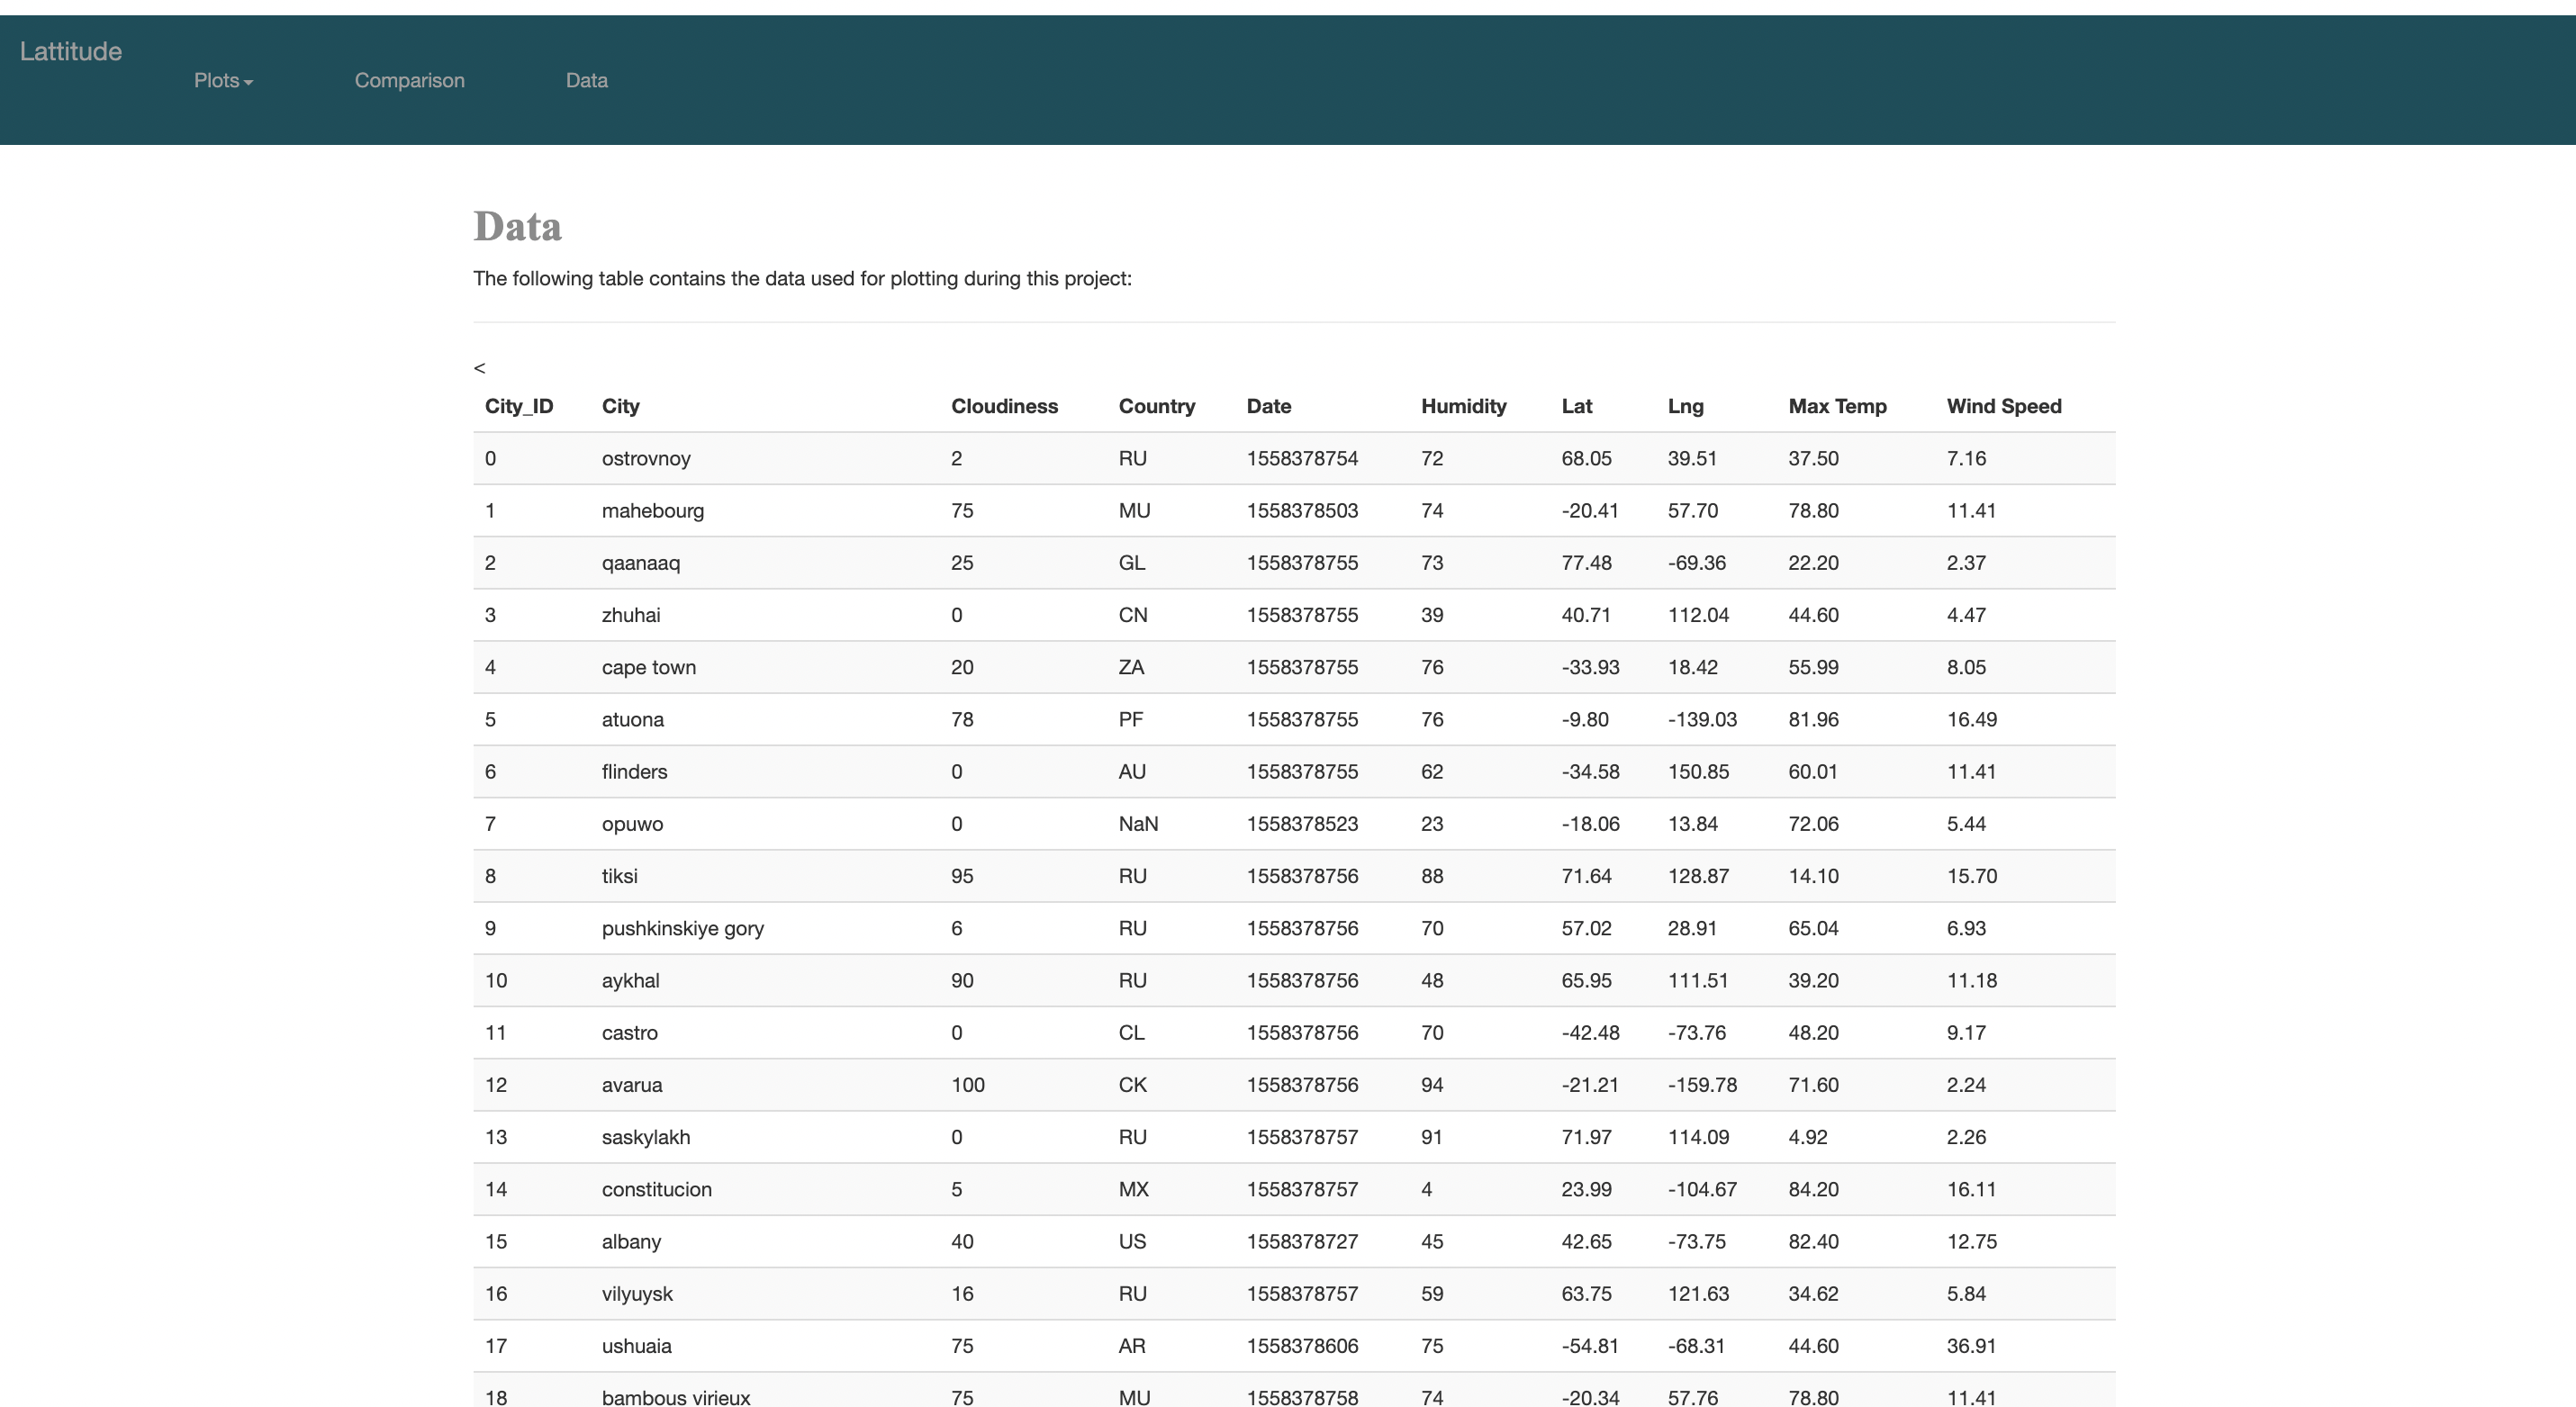 Lattitude
Plots Comparison Data
Data
The following table contains the data used for plotting during this project:
<
City_ID City Cloudiness Country Date Humidity Lat Lng Max Temp Wind Speed
0 ostrovnoy 2 RU 1558378754 72 68.05 39.51 37.50 7.16
1 mahebourg 75 MU 1558378503 74 -20.41 57.70 78.80 11.41
2 qaanaaq 25 GL 1558378755 73 77.48 -69.36 22.20 2.37
3 zhuhai 0 CN 1558378755 39 40.71 112.04 44.60 4.47
4 cape town 20 ZA 1558378755 76 -33.93 18.42 55.99 8.05
5 atuona 78 PF 1558378755 76 -9.80 -139.03 81.96 16.49
6 flinders 0 AU 1558378755 62 -34.58 150.85 60.01 11.41
7 opuwo 0 NaN 1558378523 23 -18.06 13.84 72.06 5.44
8 tiksi 95 RU 1558378756 88 71.64 128.87 14.10 15.70
9 pushkinskiye gory 6 RU 1558378756 70 57.02 28.91 65.04 6.93
10 aykhal 90 RU 1558378756 48 65.95 111.51 39.20 11.18
11 castro 0 CL 1558378756 70 -42.48 -73.76 48.20 9.17
12 avarua 100 CK 1558378756 94 -21.21 -159.78 71.60 2.24
13 saskylakh 0 RU 1558378757 91 71.97 114.09 4.92 2.26
14 constitucion 5 MX 1558378757 4 23.99 -104.67 84.20 16.11
15 albany 40 US 1558378727 45 42.65 -73.75 82.40 12.75
16 vilyuysk 16 RU 1558378757 59 63.75 121.63 34.62 5.84
17 ushuaia 75 AR 1558378606 75 -54.81 -68.31 44.60 36.91
18 bambous virieux 75 MU 1558378758 74 -20.34 57.76 78.80 11.41